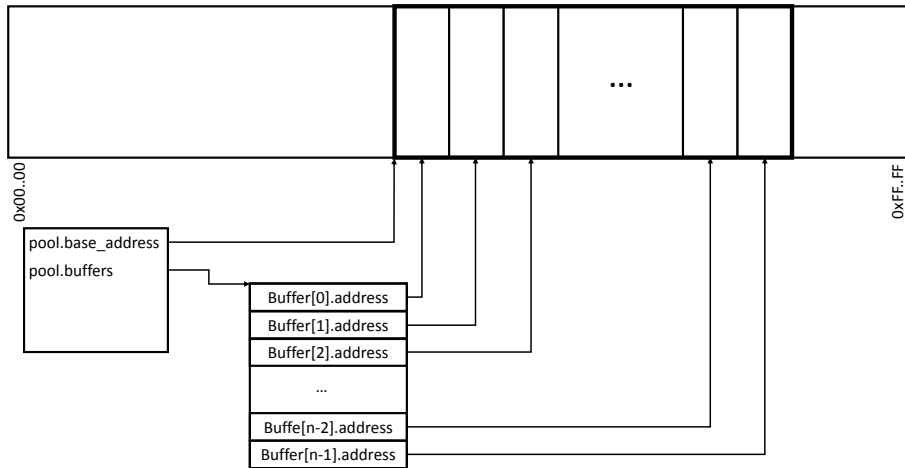 ...
0x00..00
0xFF..FF
pool.base_address
pool.buffers
Buffer[0].address
Buffer[1].address
Buffer[2].address
...
Buffe[n-2].address
Buffer[n-1].address